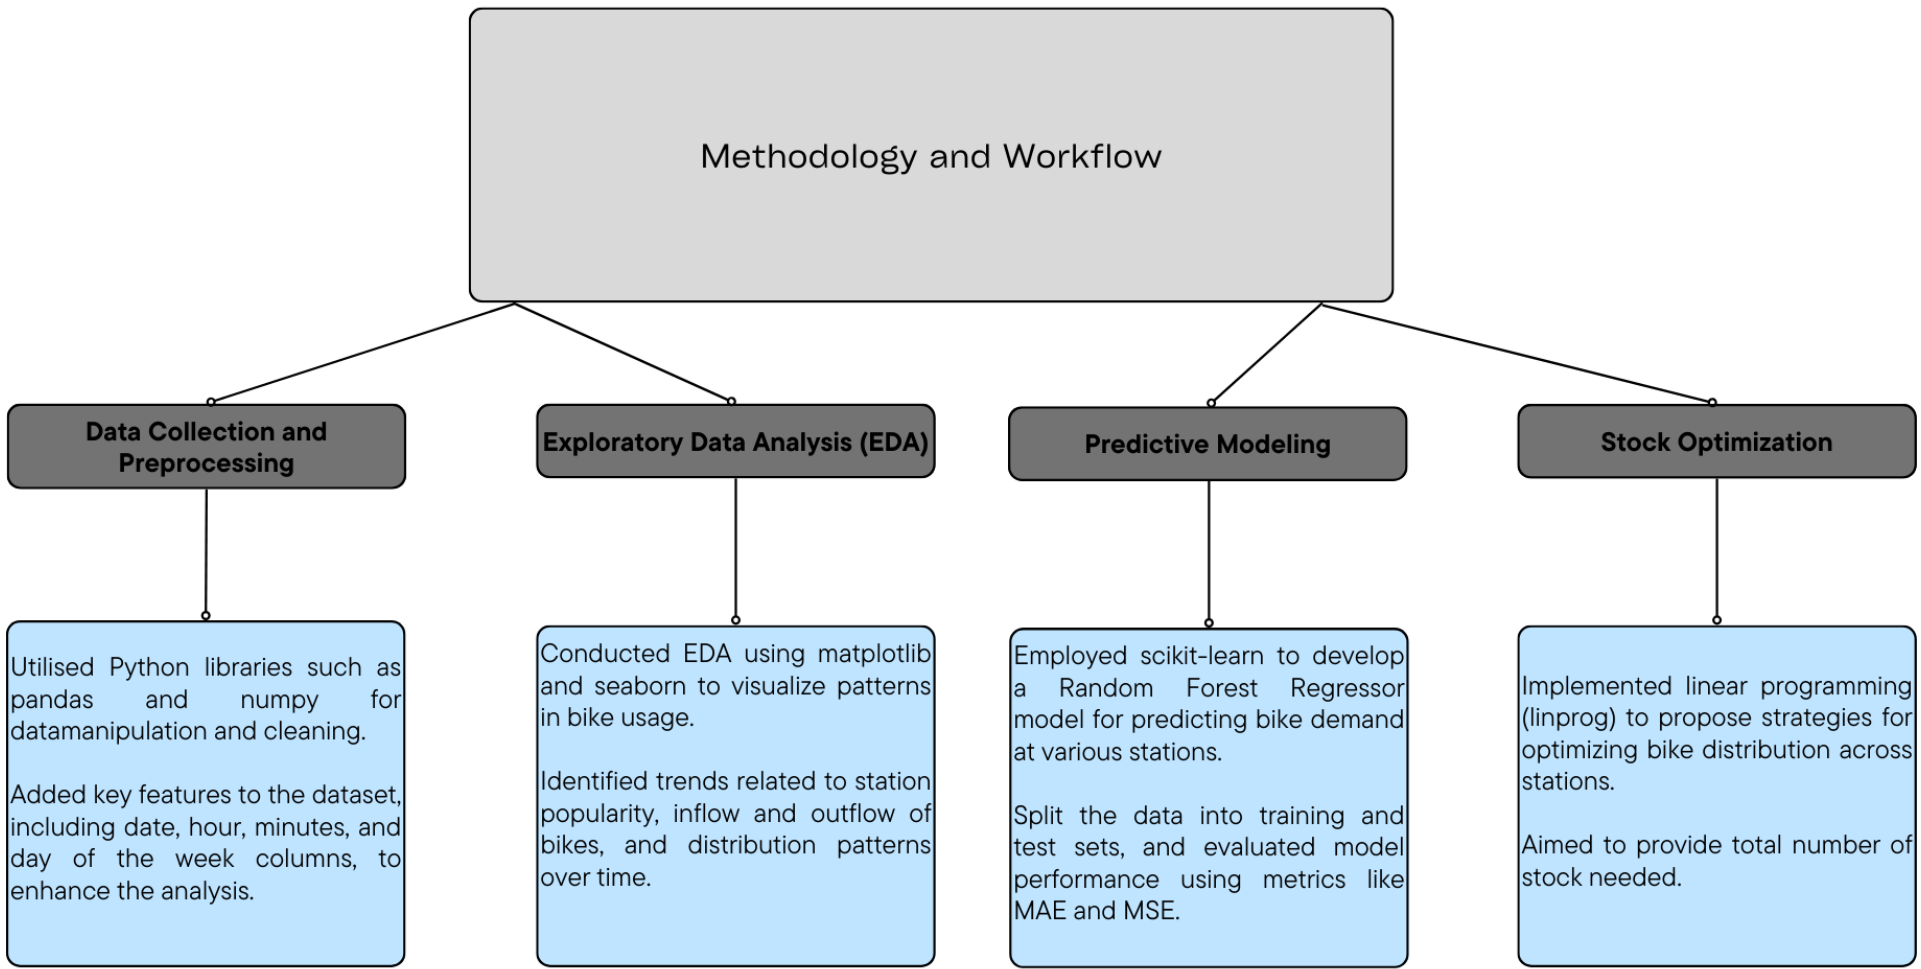 Methodology and Workflow
Data Collection and
Preprocessing
Exploratory Data Analysis (EDA)
Predictive Modeling
Stock Optimization
Utilised Python libraries such as
pandas and numpy for
datamanipulation and cleaning.
Added key features to the dataset,
including date, hour, minutes, and
day of the week columns, to
enhance the analysis.
Conducted EDA using matplotlib
and seaborn to visualize patterns
in bike usage.
Identified trends related to station
popularity, inflow and outflow of
bikes, and distribution patterns
over time.
Employed scikit-learn to develop
a Random Forest Regressor
model for predicting bike demand
at various stations.
Split the data into training and
test sets, and evaluated model
performance using metrics like
MAE and MSE.
Implemented linear programming
(linprog) to propose strategies for
optimizing bike distribution across
stations.
Aimed to provide total number of
stock needed.